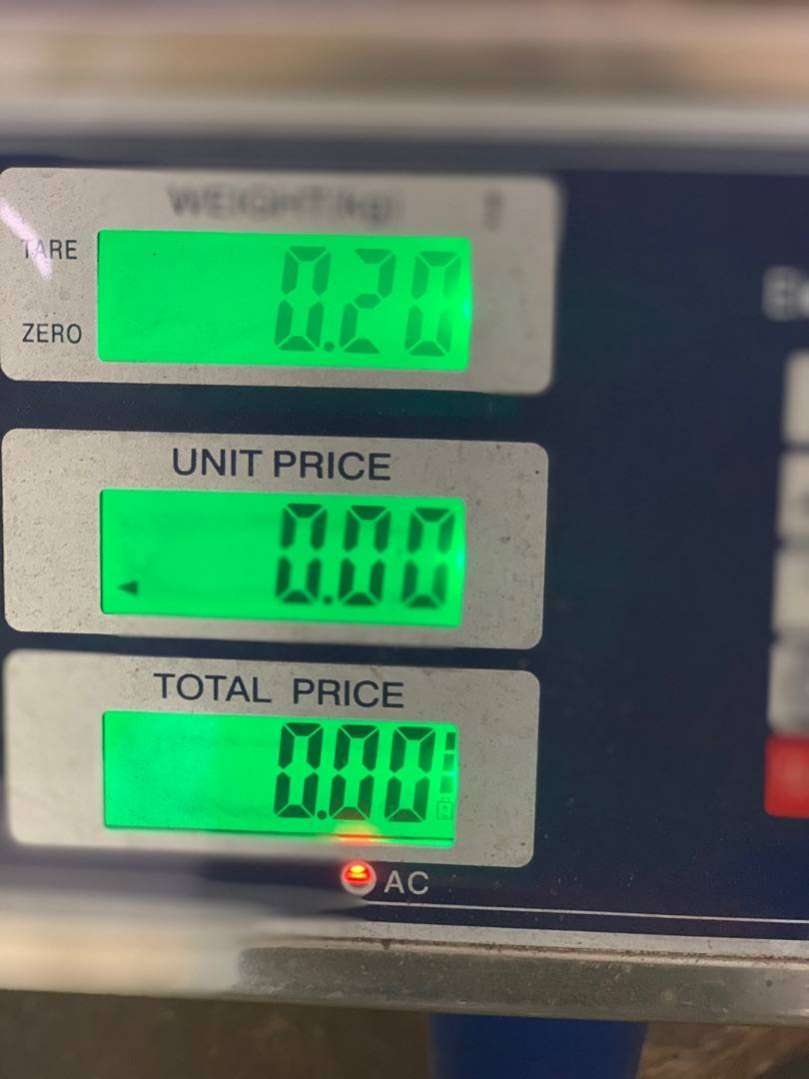 WEIGHT(kg)
TARE
0.20
ZERO
UNIT PRICE
0.00
TOTAL PRICE
0.00
AC